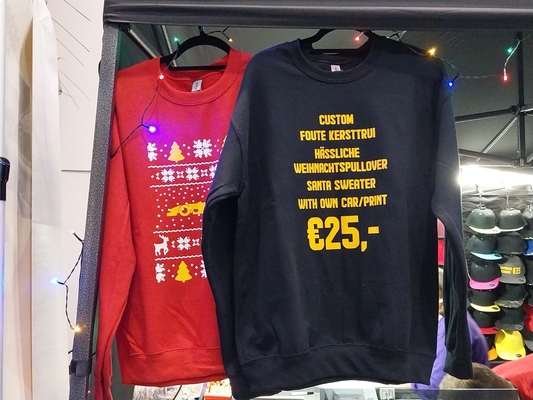 CUSTOM
FOUTE KERSTTRUI
HÄSSLICHE
WEIHNACHTSPULLOVER
SANTA SWEATER
WITH OWN CAR/PRINT
€25,-